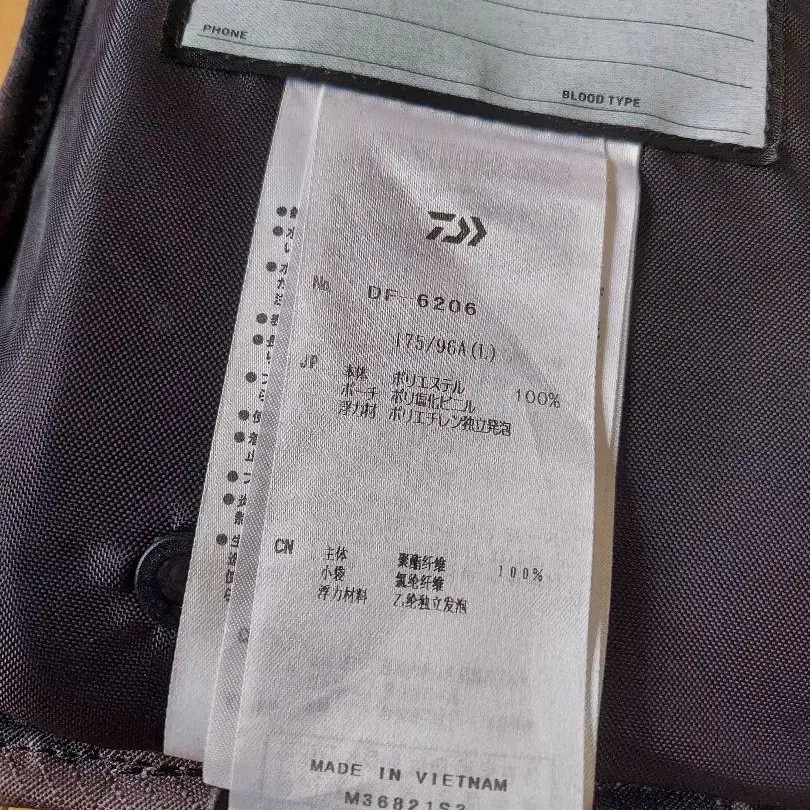 PHONE
BLOOD TYPE
No. DF-6206
175/96A(L)
JP 本体 ポリエステル 100%
ポーチ ポリ塩化ビニール
浮力材 ポリエチレン独立発泡
CN 主体 聚酯纤维 100%
小袋 氯纶纤维
浮力材料 乙纶独立发泡
MADE IN VIETNAM
M36821S2